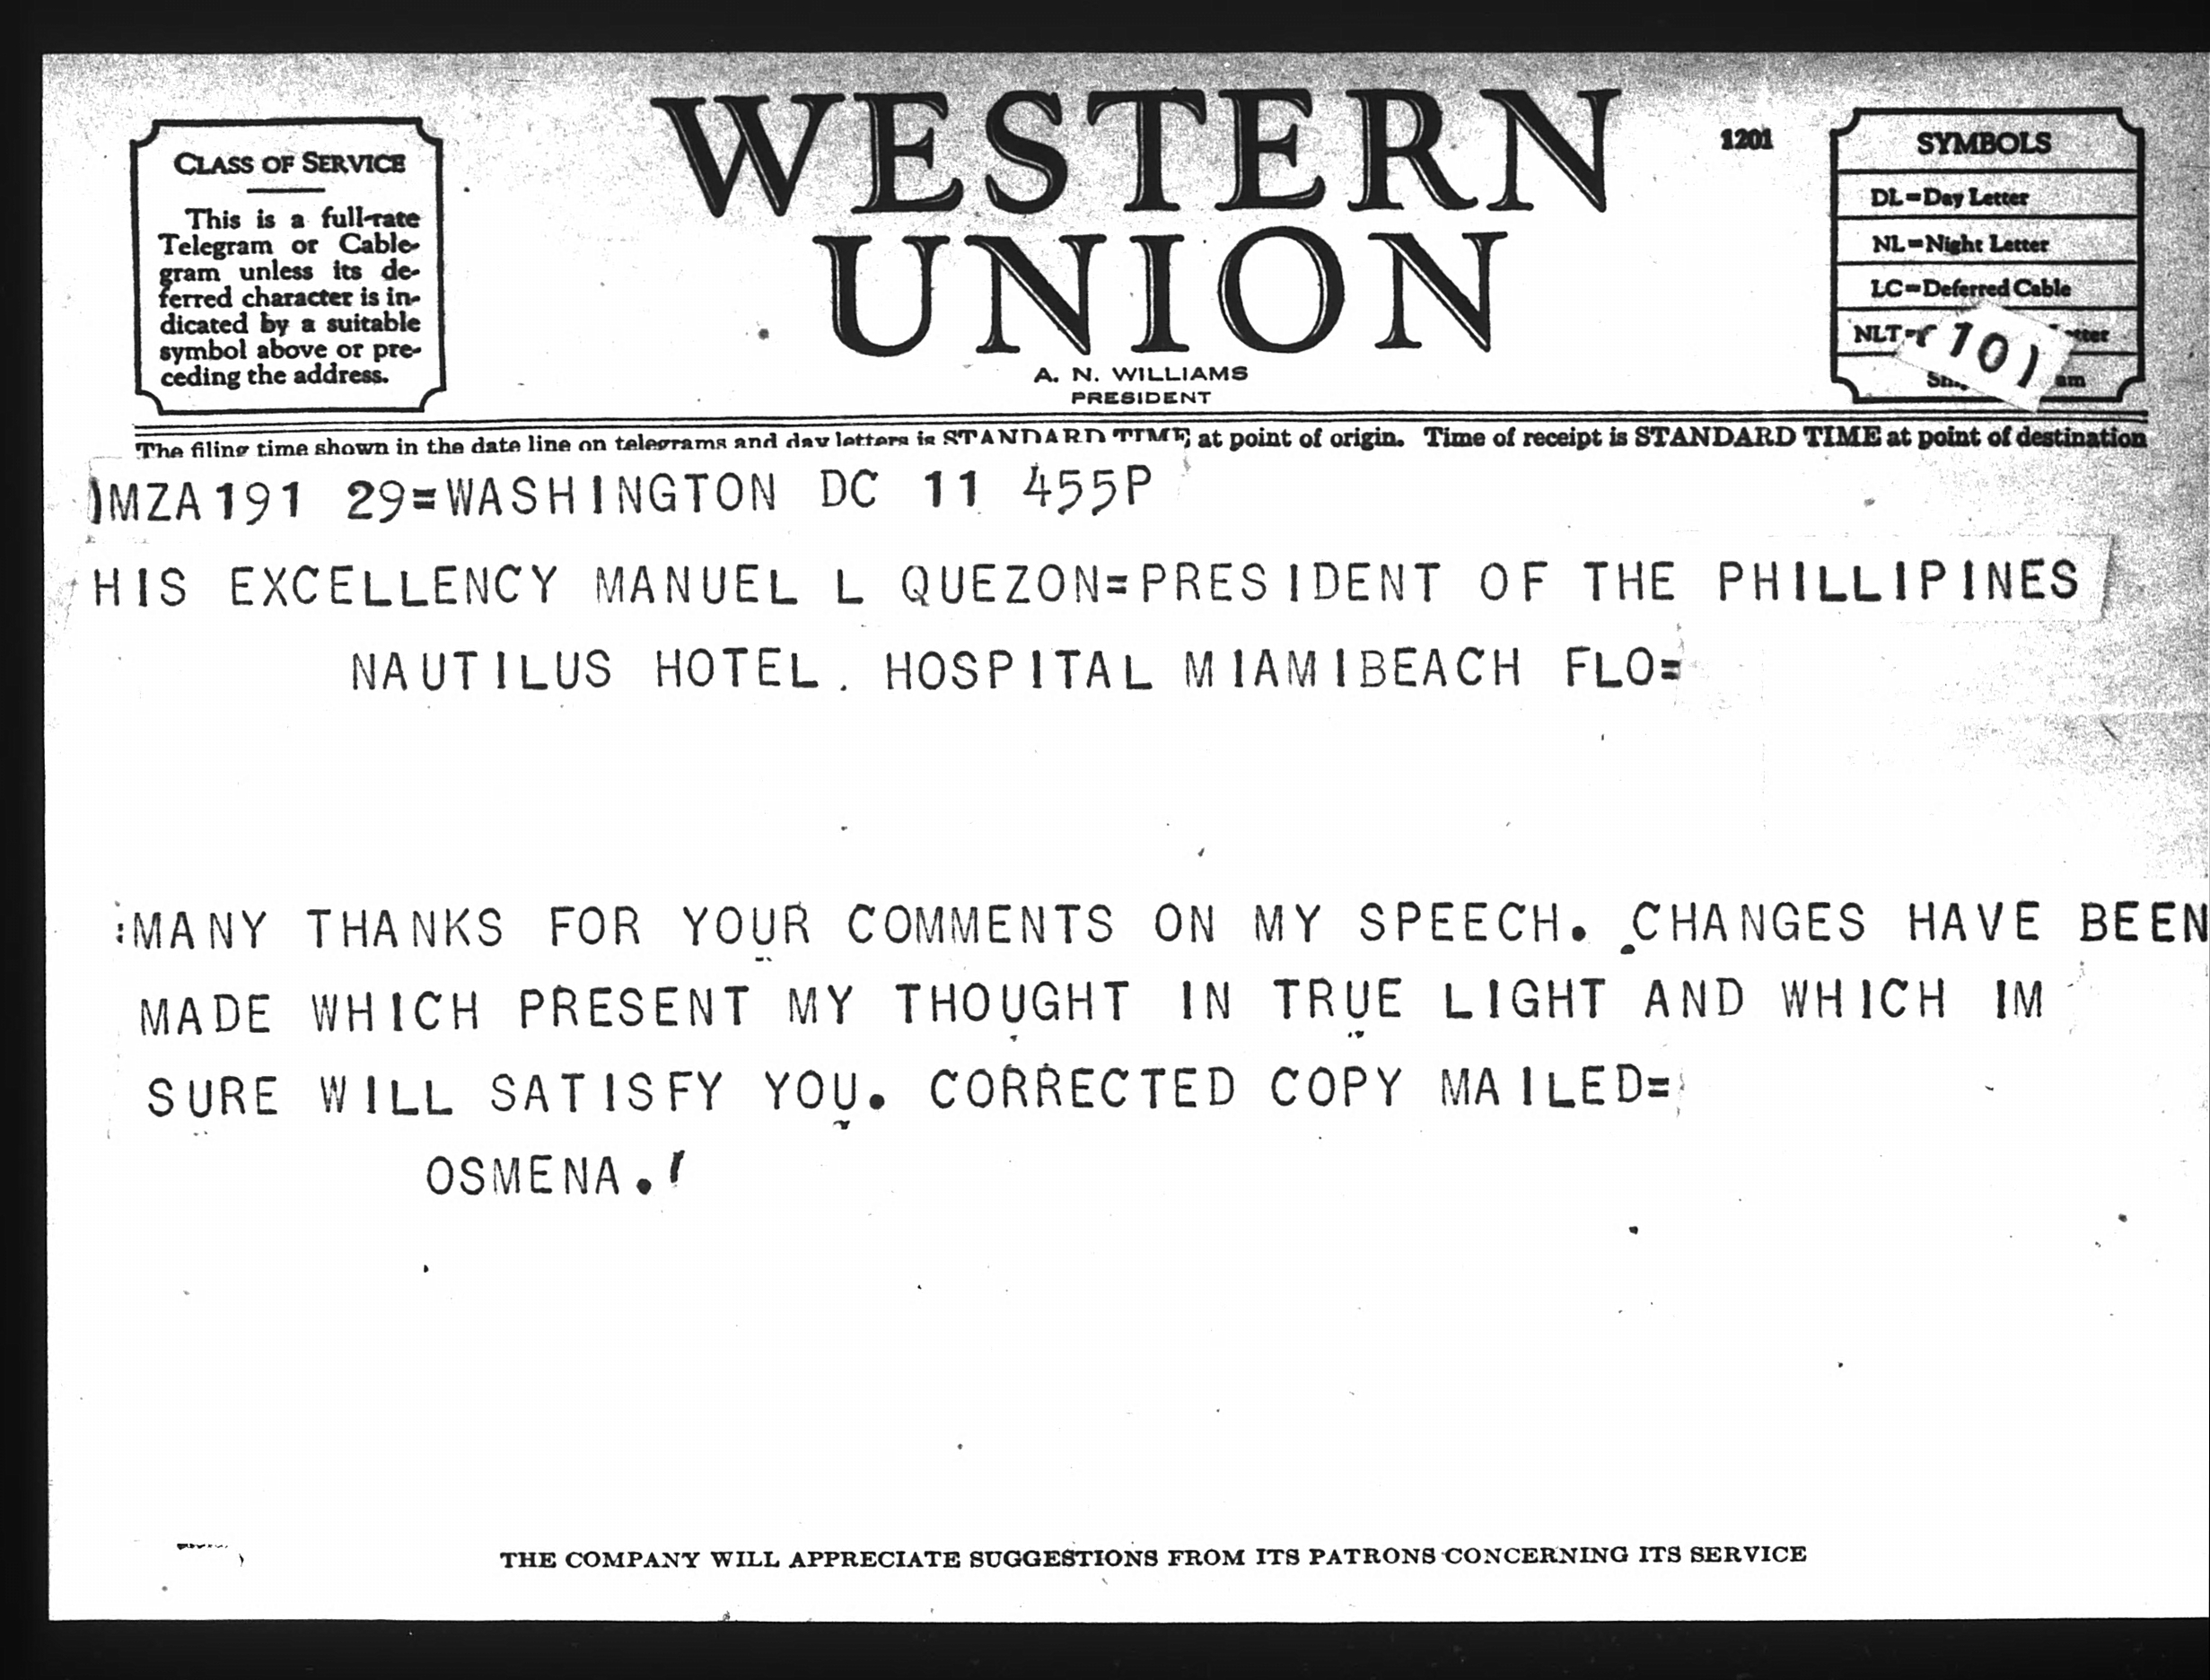 WESTERN
UNION
1201
A. N. WILLIAMS
PRESIDENT
CLASS OF SERVICE
This is a full-rate
Telegram or Cable-
gram unless its de-
ferred character is in-
dicated by a suitable
symbol above or pre-
ceding the address.
SYMBOLS
DL=Day Letter
NL=Night Letter
LC=Deferred Cable
NLT=
(10)
The filing time shown in the date line on telegrams and day letters is STANDARD TIME at point of origin. Time of receipt is STANDARD TIME at point of destination
)MZA191 29=WASHINGTON DC 11 455P
HIS EXCELLENCY MANUEL L QUEZON=PRESIDENT OF THE PHILLIPINES
NAUTILUS HOTEL. HOSPITAL MIAMIBEACH FLO=
:MANY THANKS FOR YOUR COMMENTS ON MY SPEECH. CHANGES HAVE BEEN
MADE WHICH PRESENT MY THOUGHT IN TRUE LIGHT AND WHICH IM
SURE WILL SATISFY YOU. CORRECTED COPY MAILED=
OSMENA.
THE COMPANY WILL APPRECIATE SUGGESTIONS FROM ITS PATRONS CONCERNING ITS SERVICE